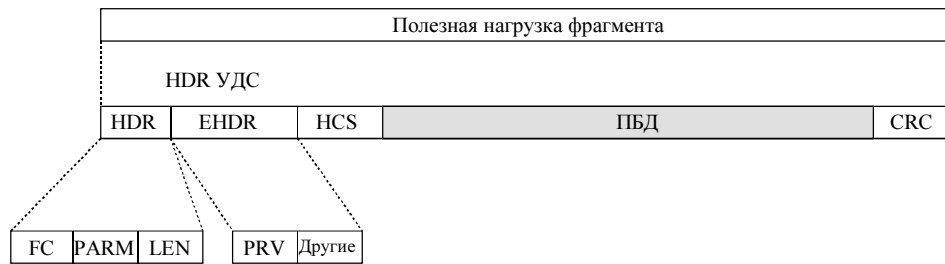 Полезная нагрузка фрагмента
HDR УДС
HDR EHDR HCS ПБД CRC
FC PARM LEN PRV Другие